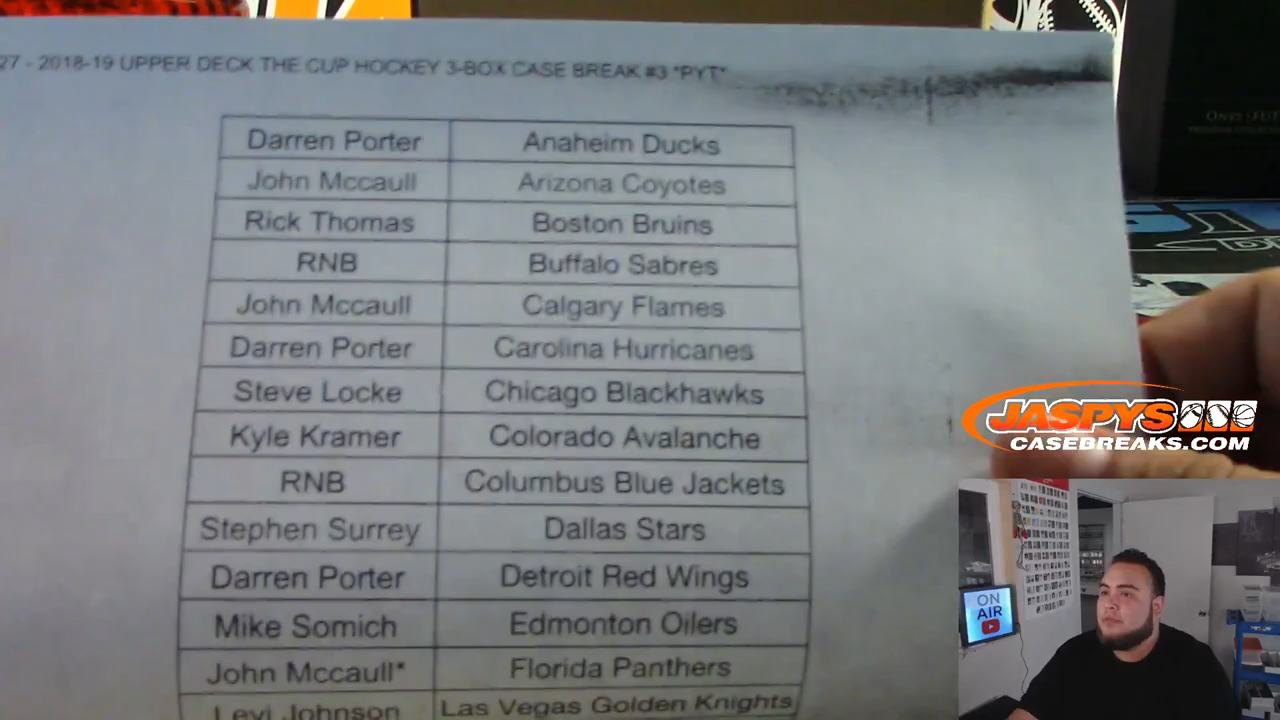 27 - 2018-19 UPPER DECK THE CUP HOCKEY 3-BOX CASE BREAK #3 *PYT*
Darren Porter Anaheim Ducks
John Mccaull Arizona Coyotes
Rick Thomas Boston Bruins
RNB Buffalo Sabres
John Mccaull Calgary Flames
Darren Porter Carolina Hurricanes
Steve Locke Chicago Blackhawks
Kyle Kramer Colorado Avalanche
RNB Columbus Blue Jackets
Stephen Surrey Dallas Stars
Darren Porter Detroit Red Wings
Mike Somich Edmonton Oilers
John Mccaull* Florida Panthers
Levi Johnson Las Vegas Golden Knights
JASPYS
CASEBREAKS.COM
ON
AIR